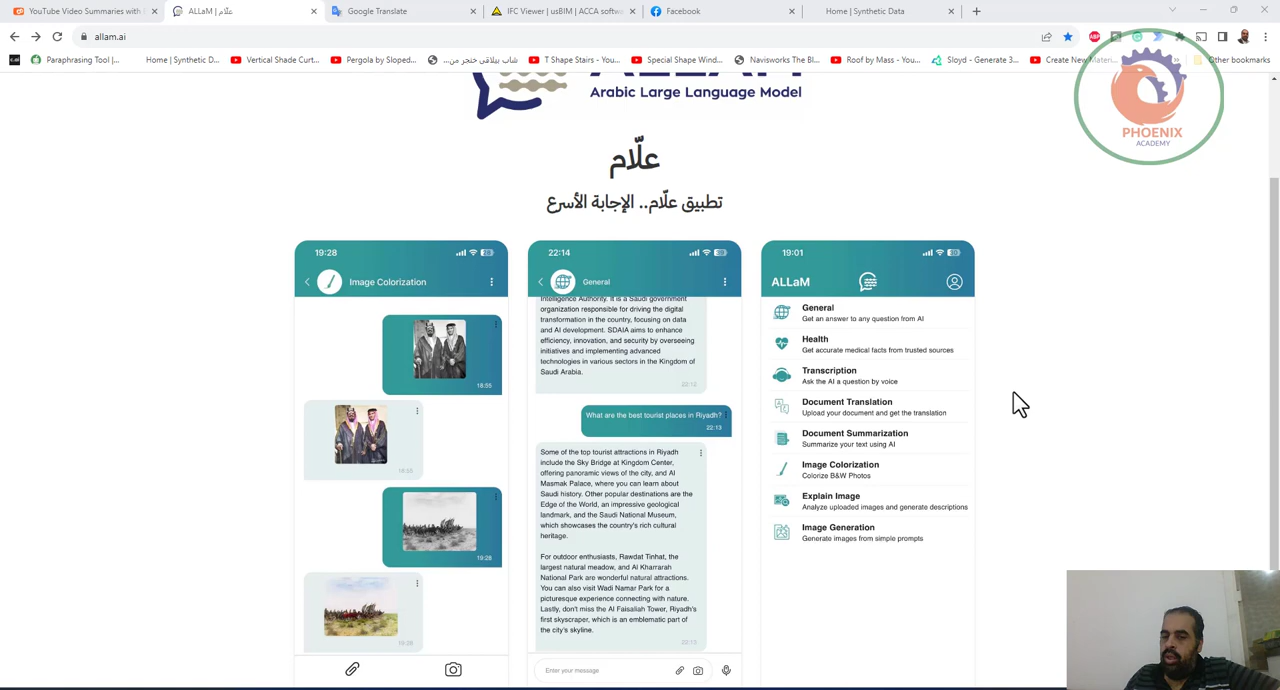 YouTube Video Summaries with
ALLaM | علّام
Google Translate
IFC Viewer | usBIM | ACCA softw
Facebook
Home | Synthetic Data
allam.ai
Paraphrasing Tool |...
Home | Synthetic D...
Vertical Shade Curt...
Pergola by Sloped...
شاب بيلاقي خنجر من...
T Shape Stairs - You...
Special Shape Wind...
Navisworks The Bl...
Roof by Mass - You...
Sloyd - Generate 3...
Create New Materi...
Other bookmarks
PHOENIX
ACADEMY
Arabic Large Language Model
علّام
تطبيق علّام.. الإجابة الأسرع
19:28
Image Colorization
18:55
18:55
19:28
19:28
22:14
General
Intelligence Authority. It is a Saudi government
organization responsible for driving the digital
transformation in the country, focusing on data
and AI development. SDAIA aims to enhance
efficiency, innovation, and security by overseeing
initiatives and implementing advanced
technologies in various sectors in the Kingdom of
Saudi Arabia.
22:12
What are the best tourist places in Riyadh?
22:13
Some of the top tourist attractions in Riyadh
include the Sky Bridge at Kingdom Center,
offering panoramic views of the city, and Al
Masmak Palace, where you can learn about
Saudi history. Other popular destinations are the
Edge of the World, an impressive geological
landmark, and the Saudi National Museum,
which showcases the country's rich cultural
heritage.
For outdoor enthusiasts, Rawdat Tinhat, the
largest natural meadow, and Al Kharrarah
National Park are wonderful natural attractions.
You can also visit Wadi Namar Park for a
picturesque experience connecting with nature.
Lastly, don't miss the Al Faisaliah Tower, Riyadh's
first skyscraper, which is an emblematic part of
the city's skyline.
22:13
Enter your message
19:01
ALLaM
General
Get an answer to any question from AI
Health
Get accurate medical facts from trusted sources
Transcription
Ask the AI a question by voice
Document Translation
Upload your document and get the translation
Document Summarization
Summarize your text using AI
Image Colorization
Colorize B&W Photos
Explain Image
Analyze uploaded images and generate descriptions
Image Generation
Generate images from simple prompts